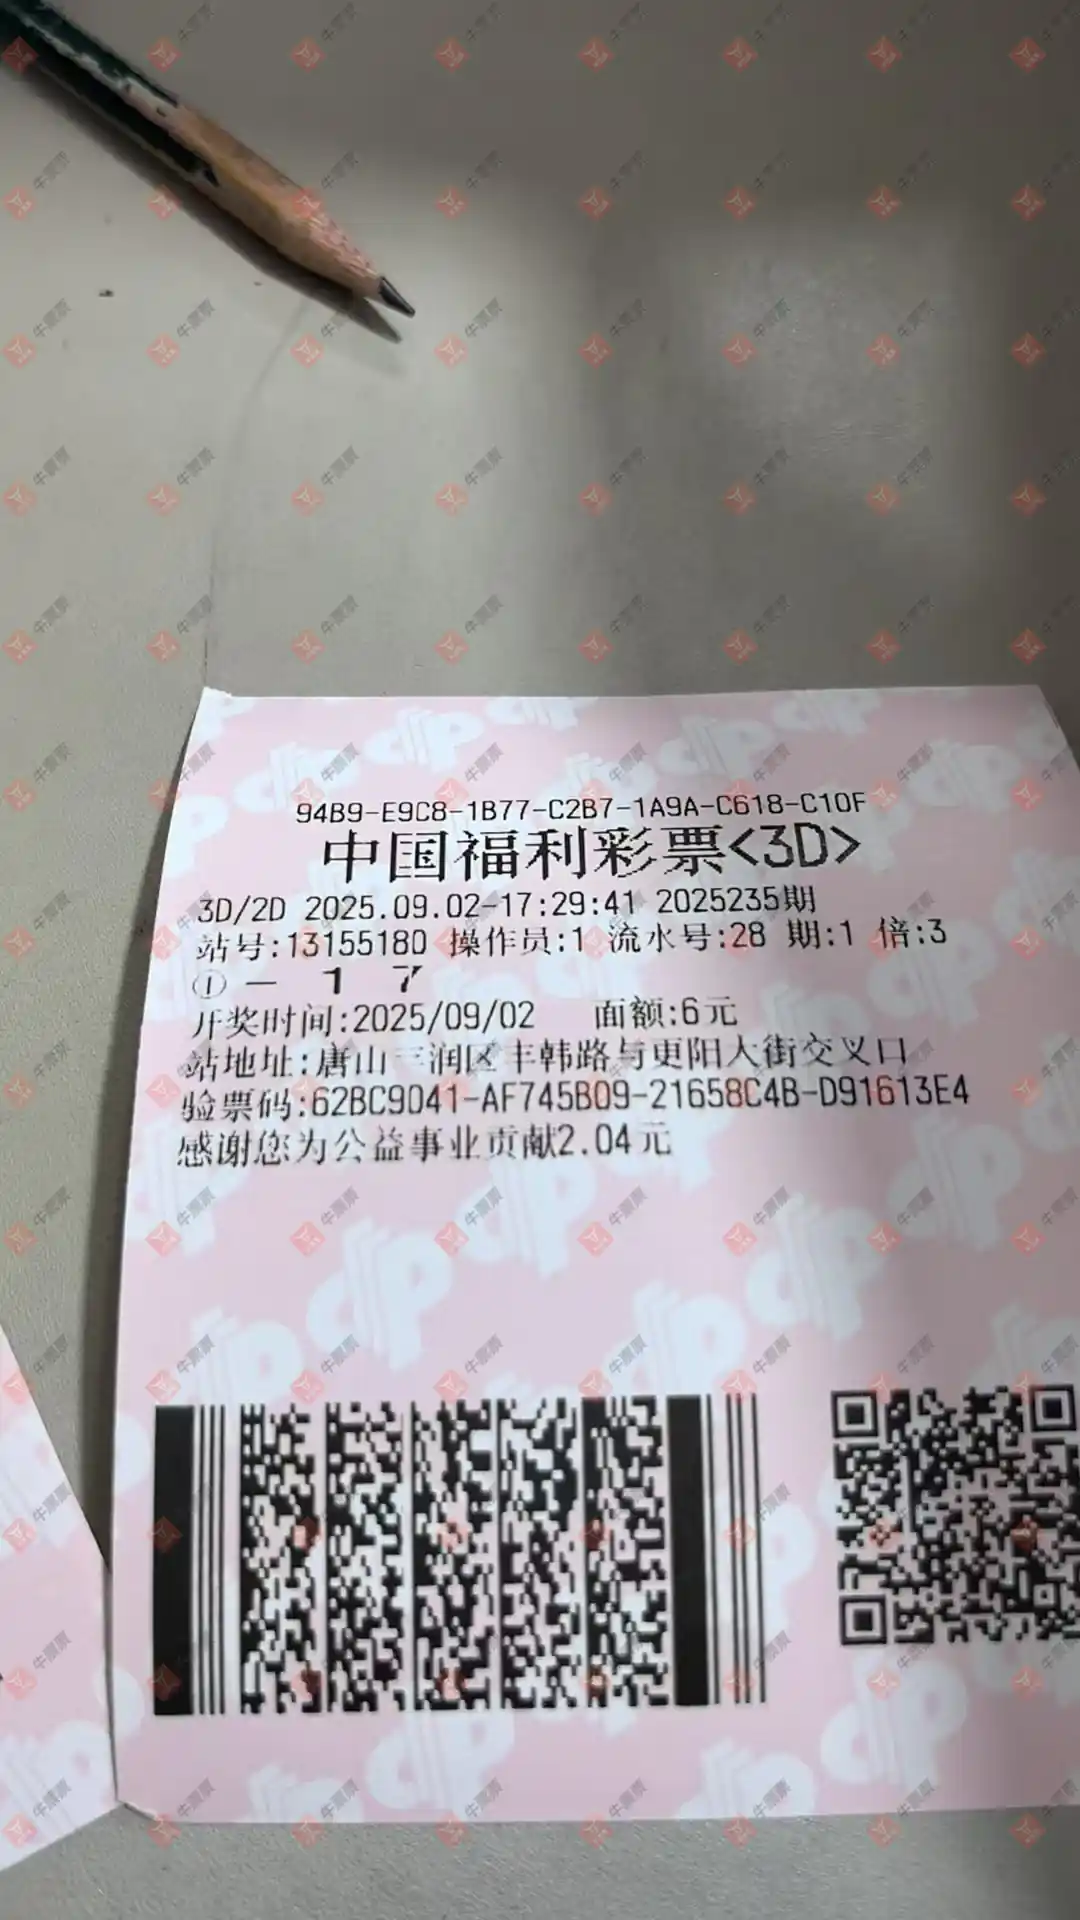 94B9-E9C8-1B77-C2B7-1A9A-C618-C10F
中国福利彩票<3D>
3D/2D 2025.09.02-17:29:41 2025235期
站号:13155180 操作员:1 流水号:28 期:1 倍:3
① — 1 7
开奖时间:2025/09/02 面额:6元
站地址:唐山丰润区丰韩路与更阳大街交叉口
验票码:62BC9041-AF745B09-21658C4B-D91613E4
感谢您为公益事业贡献2.04元
牛票票